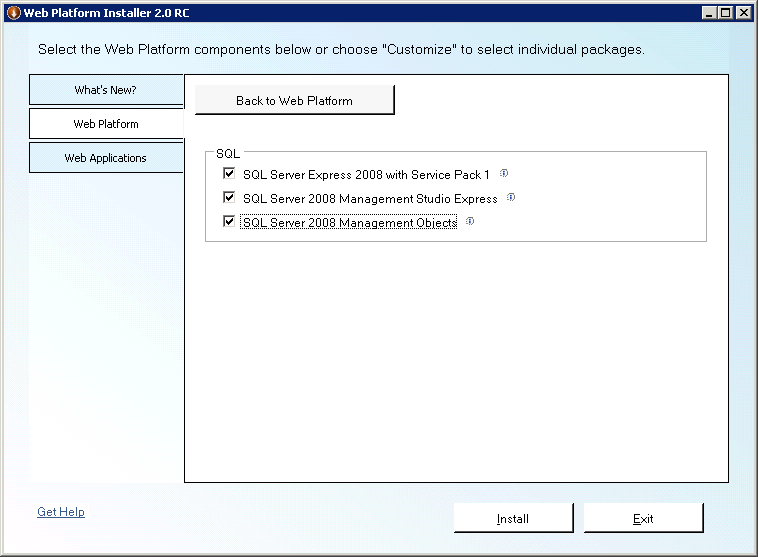 Web Platform Installer 2.0 RC
Select the Web Platform components below or choose "Customize" to select individual packages.
What's New?
Web Platform
Web Applications
Back to Web Platform
SQL
SQL Server Express 2008 with Service Pack 1
SQL Server 2008 Management Studio Express
SQL Server 2008 Management Objects
Get Help
Install
Exit